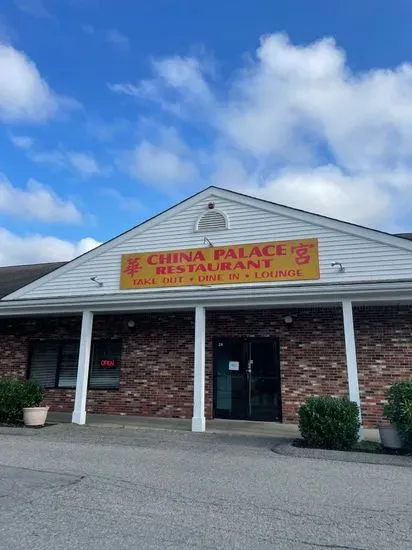 華 CHINA PALACE 宮
RESTAURANT
TAKE OUT • DINE IN • LOUNGE
OPEN